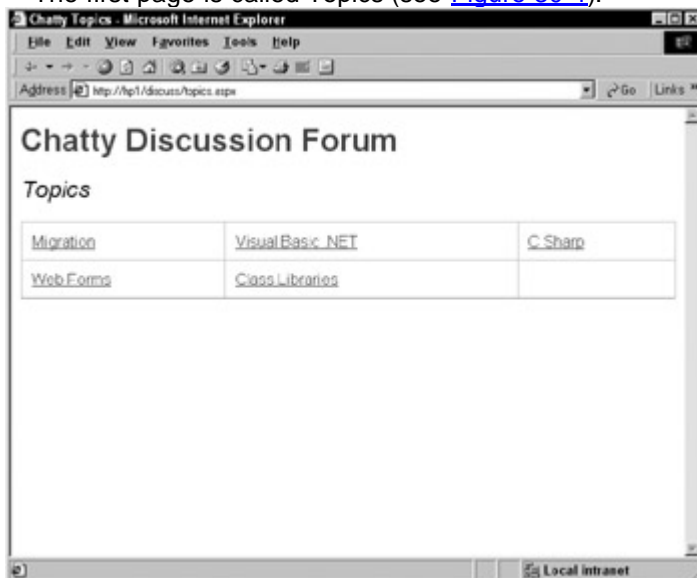 The first page is called Topics (see Figure 30-1).
Chatty Topics - Microsoft Internet Explorer
File Edit View Favorites Tools Help
Address http://hp1/discuss/topics.aspx Go Links »
Chatty Discussion Forum
Topics
Migration Visual Basic .NET C Sharp
Web Forms Class Libraries
Local intranet